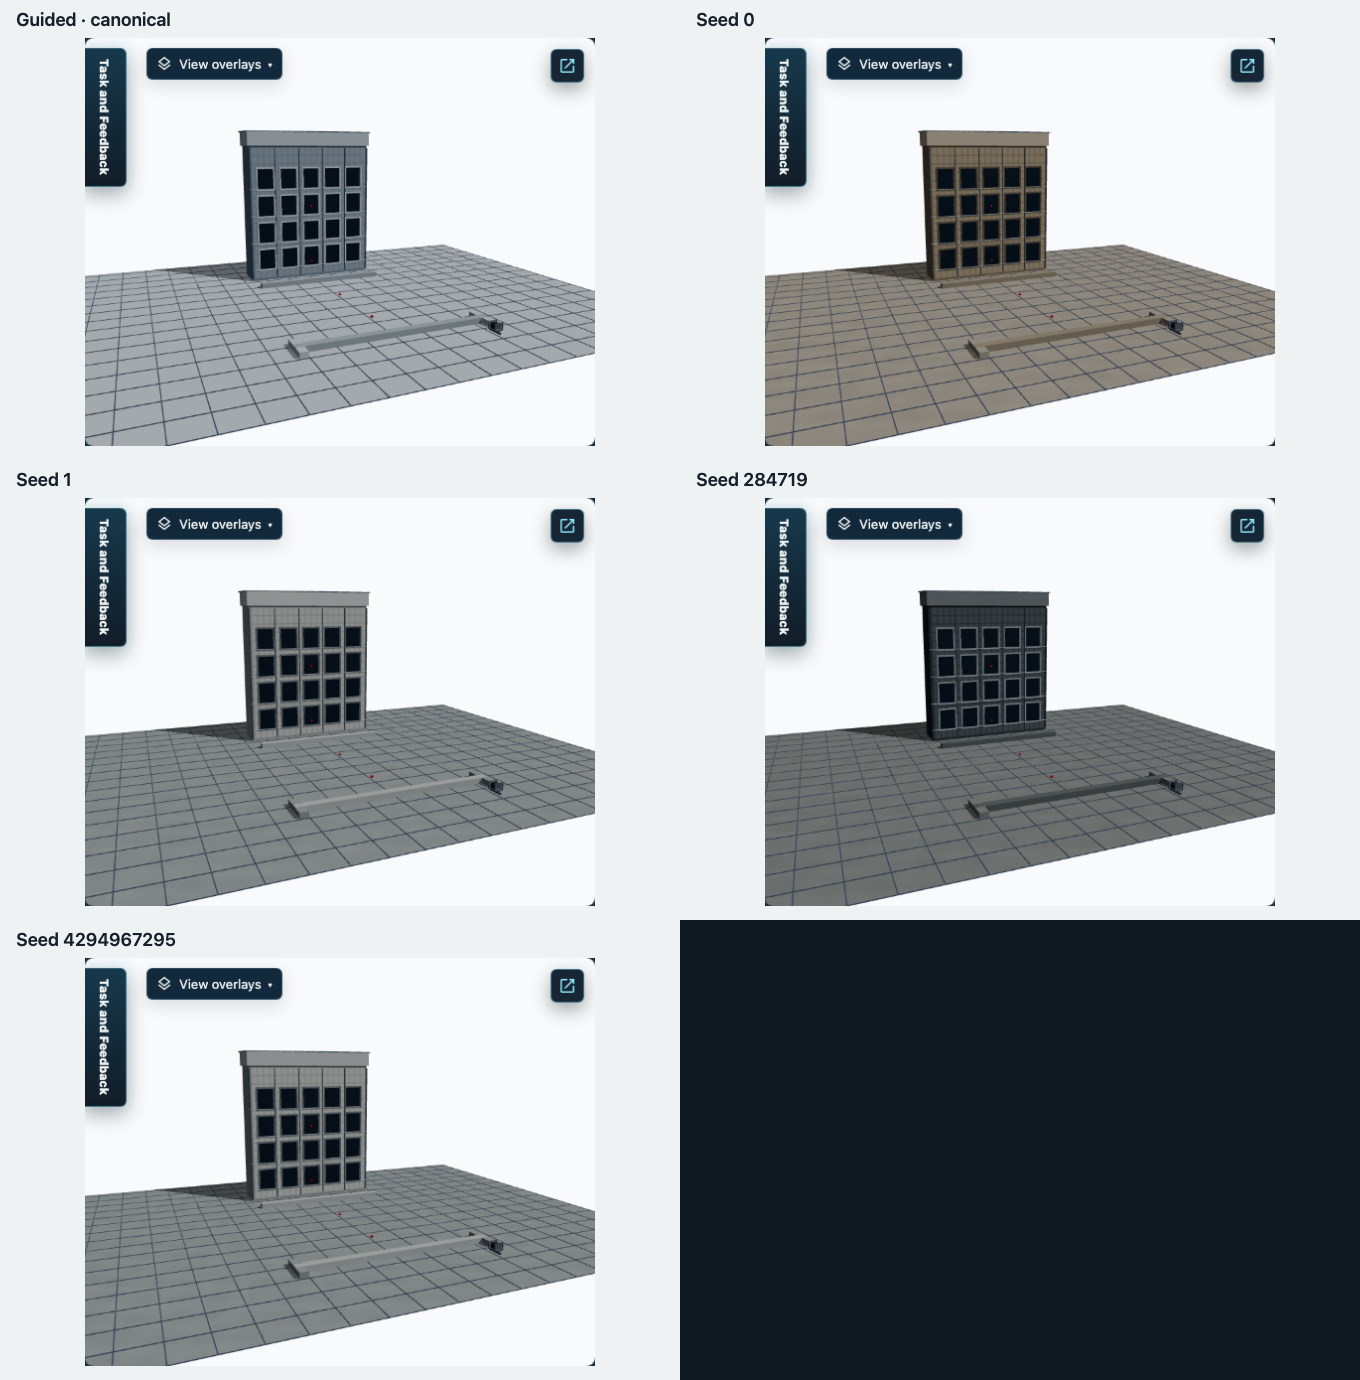 Guided · canonical
Task and Feedback
View overlays
Seed 0
Task and Feedback
View overlays
Seed 1
Task and Feedback
View overlays
Seed 284719
Task and Feedback
View overlays
Seed 4294967295
Task and Feedback
View overlays